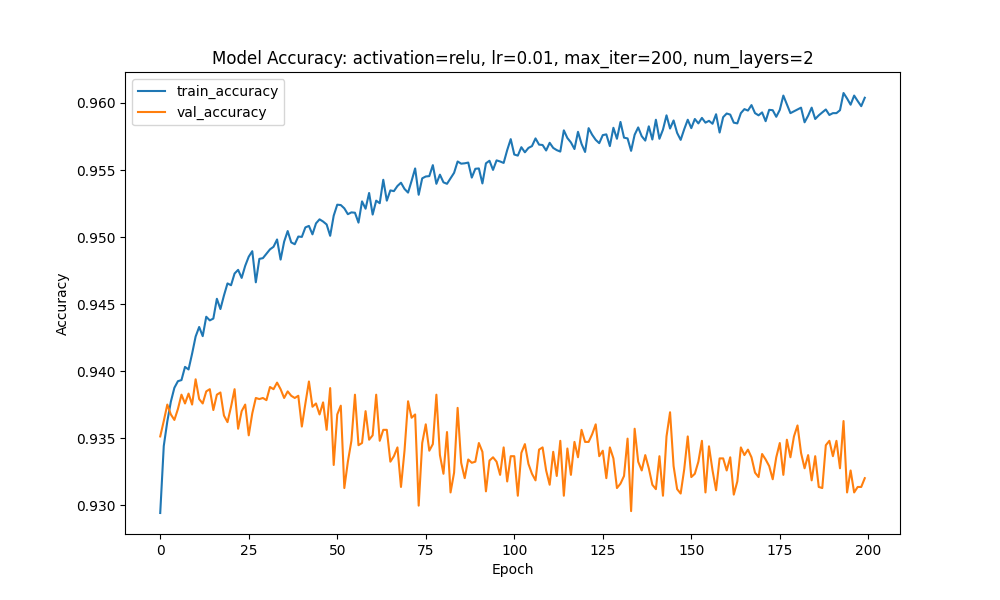 Model Accuracy: activation=relu, lr=0.01, max_iter=200, num_layers=2
train_accuracy
val_accuracy
0.960
0.955
0.950
0.945
0.940
0.935
0.930
Accuracy
0 25 50 75 100 125 150 175 200
Epoch